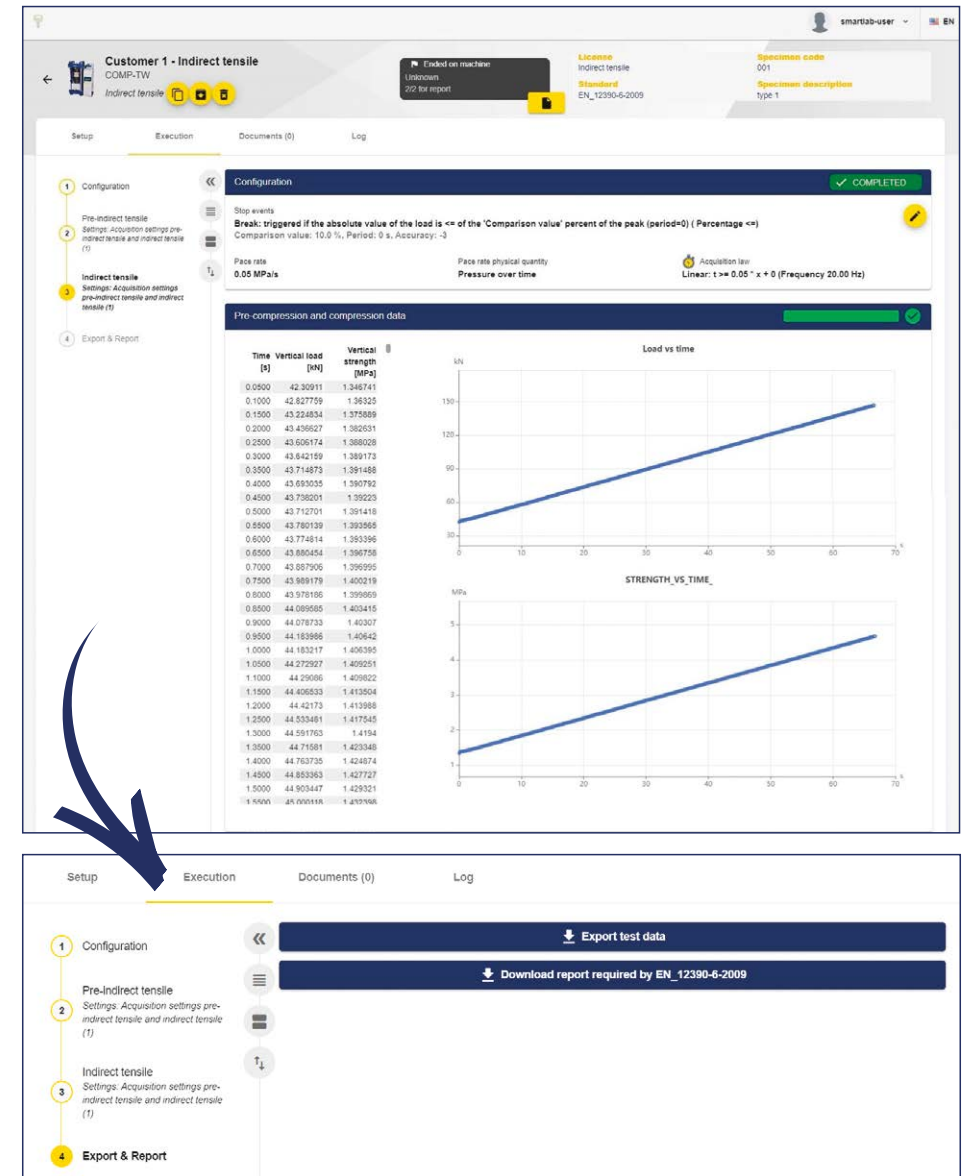 smartlab-user
EN
Customer 1 - Indirect tensile
COMP-TW
Indirect tensile
Ended on machine
Unknown
2/2 for report
License
Indirect tensile
Standard
EN_12390-6-2009
Specimen code
001
Specimen description
type 1
Setup
Execution
Documents (0)
Log
1
Configuration
2
Pre-indirect tensile
Settings: Acquisition settings pre-
indirect tensile and indirect tensile
(1)
3
Indirect tensile
Settings: Acquisition settings
pre-indirect tensile and indirect
tensile (1)
4
Export & Report
Configuration
COMPLETED
Stop events
Break: triggered if the absolute value of the load is <= of the 'Comparison value' percent of the peak (period=0) ( Percentage <=)
Comparison value: 10.0 %, Period: 0 s, Accuracy: -3
Pace rate
0.05 MPa/s
Pace rate physical quantity
Pressure over time
Acquisition law
Linear: t >= 0.05 * x + 0 (Frequency 20.00 Hz)
Pre-compression and compression data
Time [s] Vertical load [kN] Vertical strength [MPa]
0.0500 42.30911 1.346741
0.1000 42.827759 1.36325
0.1500 43.224834 1.375889
0.2000 43.436627 1.382631
0.2500 43.606174 1.388028
0.3000 43.642159 1.389173
0.3500 43.714873 1.391488
0.4000 43.693035 1.390792
0.4500 43.738201 1.39223
0.5000 43.712701 1.391418
0.5500 43.780139 1.393565
0.6000 43.774814 1.393396
0.6500 43.880454 1.396758
0.7000 43.887906 1.396995
0.7500 43.989179 1.400219
0.8000 43.978186 1.399869
0.8500 44.089585 1.403415
0.9000 44.078733 1.40307
0.9500 44.183986 1.40642
1.0000 44.183217 1.406395
1.0500 44.272927 1.409251
1.1000 44.29086 1.409822
1.1500 44.406533 1.413504
1.2000 44.42173 1.413988
1.2500 44.533461 1.417545
1.3000 44.591763 1.4194
1.3500 44.71581 1.423348
1.4000 44.763735 1.424874
1.4500 44.853363 1.427727
1.5000 44.903447 1.429321
1.5500 45.000118 1.432398
Load vs time
kN
150
120
90
60
30
0 10 20 30 40 50 60 70
s
STRENGTH_VS_TIME_
MPa
5
4
3
2
1
0 10 20 30 40 50 60 70
s
Setup
Execution
Documents (0)
Log
1
Configuration
2
Pre-indirect tensile
Settings: Acquisition settings pre-
indirect tensile and indirect tensile
(1)
3
Indirect tensile
Settings: Acquisition settings pre-
indirect tensile and indirect tensile
(1)
4
Export & Report
Export test data
Download report required by EN_12390-6-2009